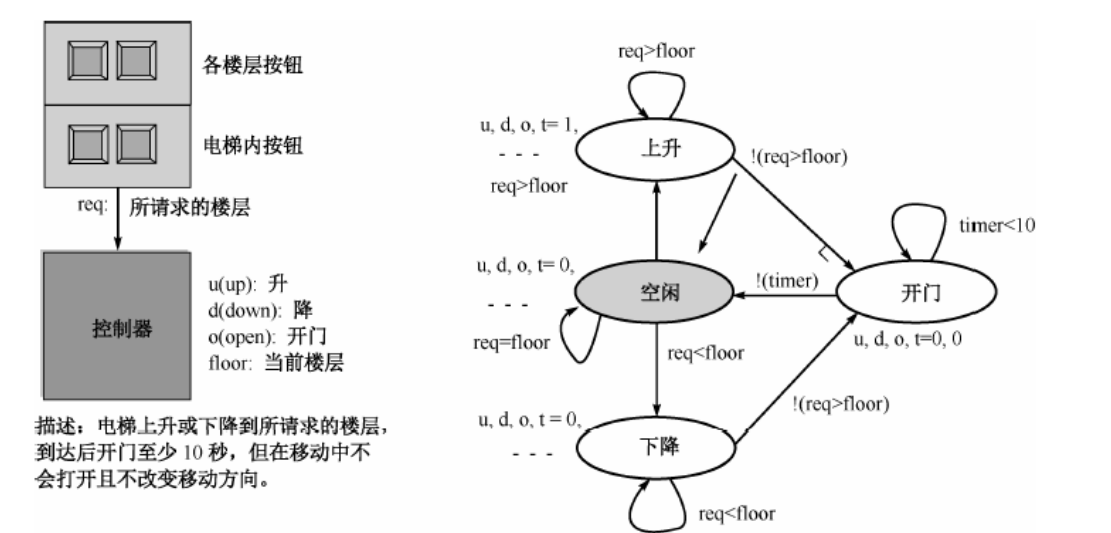 各楼层按钮
电梯内按钮
req: 所请求的楼层
控制器
u(up): 升
d(down): 降
o(open): 开门
floor: 当前楼层
描述：电梯上升或下降到所请求的楼层，
到达后开门至少 10 秒，但在移动中不
会打开且不改变移动方向。
req>floor
u, d, o, t= 1,
- - -
上升
!(req>floor)
req>floor
timer<10
u, d, o, t= 0,
- - -
空闲
!(timer)
开门
req=floor
req<floor
u, d, o, t=0, 0
!(req>floor)
u, d, o, t = 0,
- - -
下降
req<floor